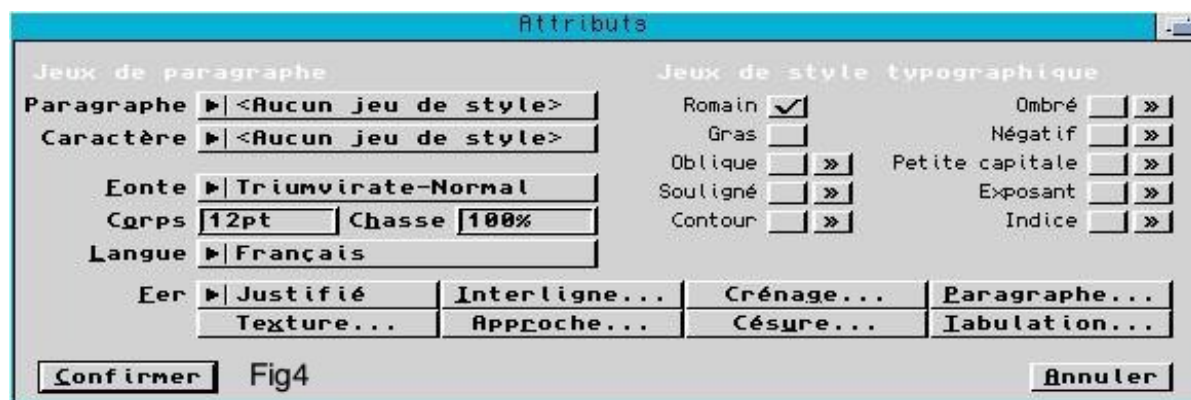 Attributs
Jeux de paragraphe
Paragraphe <Aucun jeu de style>
Caractère <Aucun jeu de style>
Fonte Triumvirate-Normal
Corps 12pt Chasse 100%
Langue Français
Jeux de style typographique
Romain Ombré »
Gras Négatif »
Oblique » Petite capitale »
Souligné » Exposant »
Contour » Indice »
Fer Justifié Interligne... Crénage... Paragraphe...
Texture... Approche... Césure... Tabulation...
Confirmer Fig4 Annuler